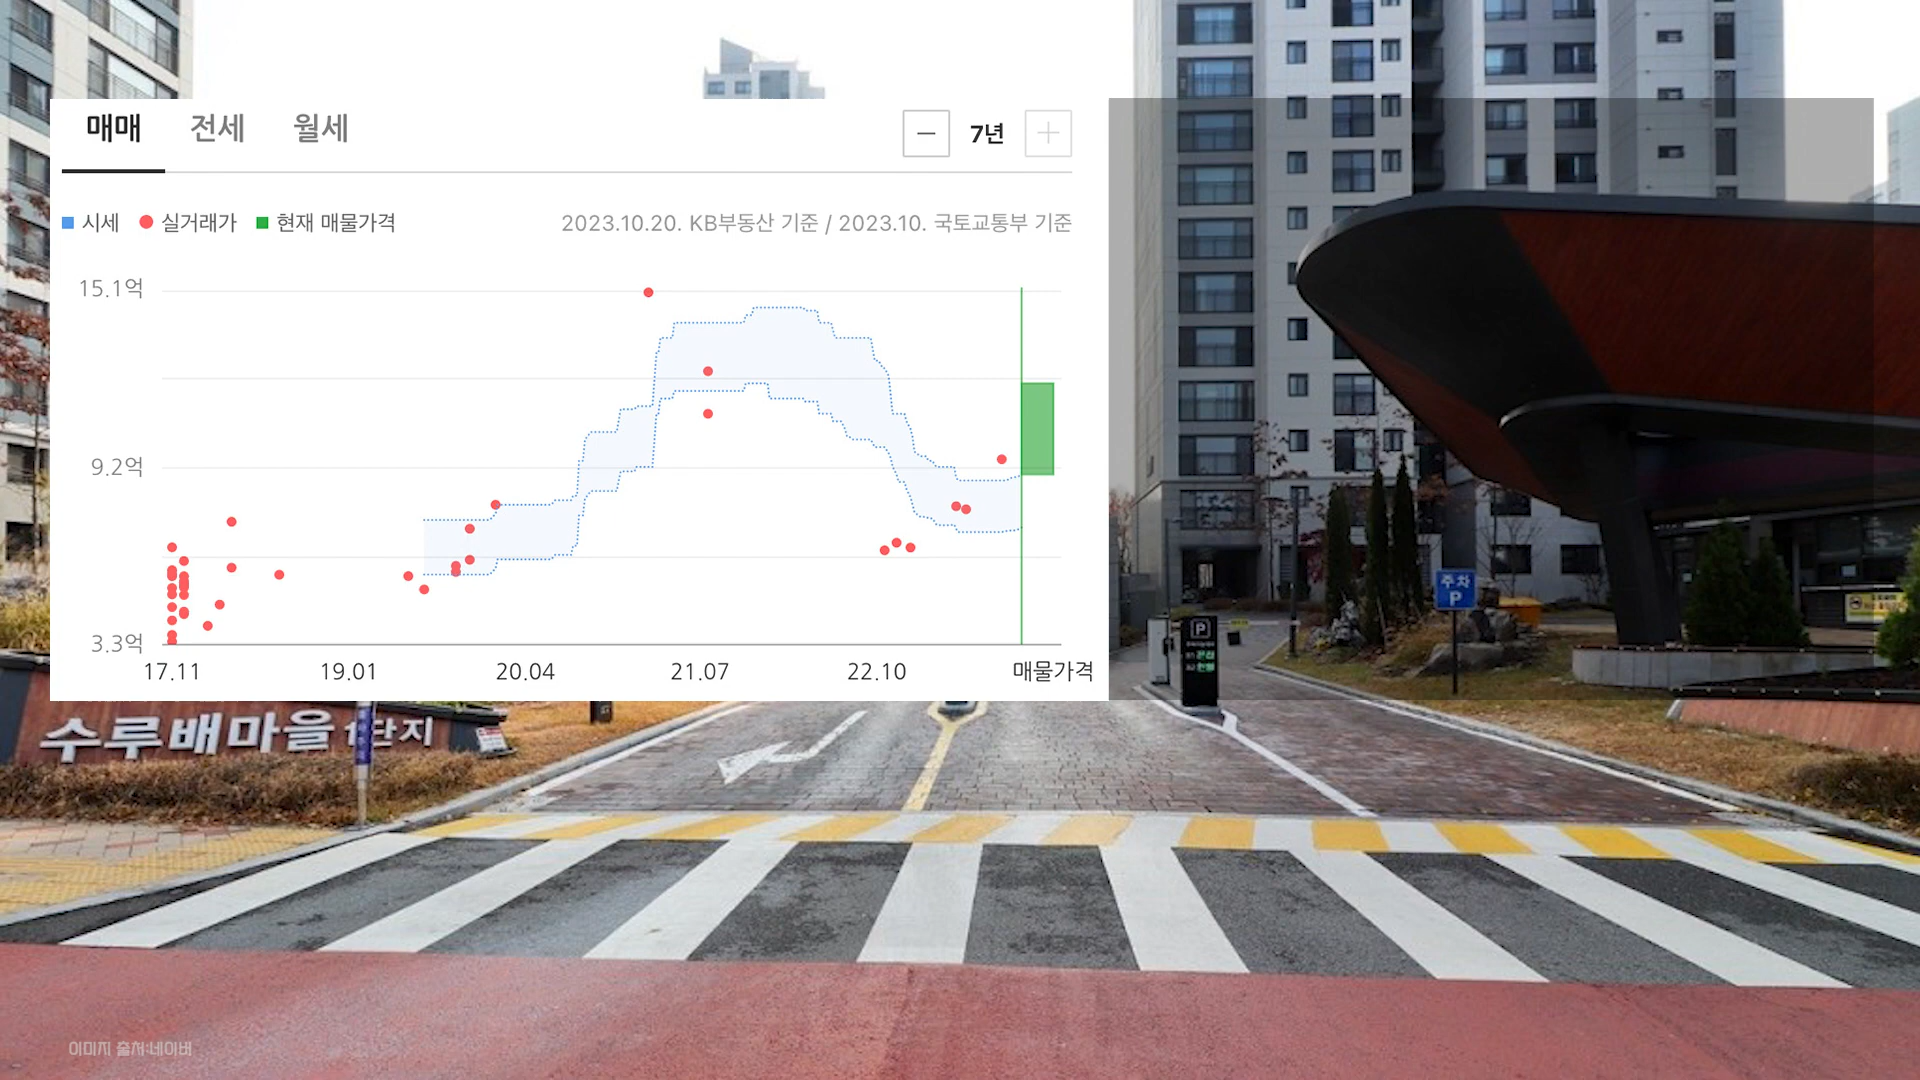 매매 전세 월세
7년
시세 실거래가 현재 매물가격
2023.10.20. KB부동산 기준 / 2023.10. 국토교통부 기준
15.1억
9.2억
3.3억
17.11 19.01 20.04 21.07 22.10 매물가격
주차
P
P
수루배마을 1단지
이미지 출처:네이버